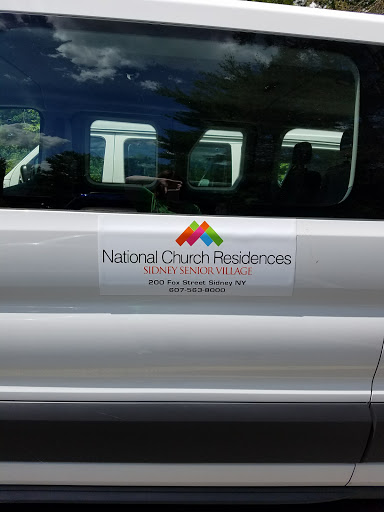 National Church Residences
SIDNEY SENIOR VILLAGE
200 Fox Street Sidney NY
607-563-8000